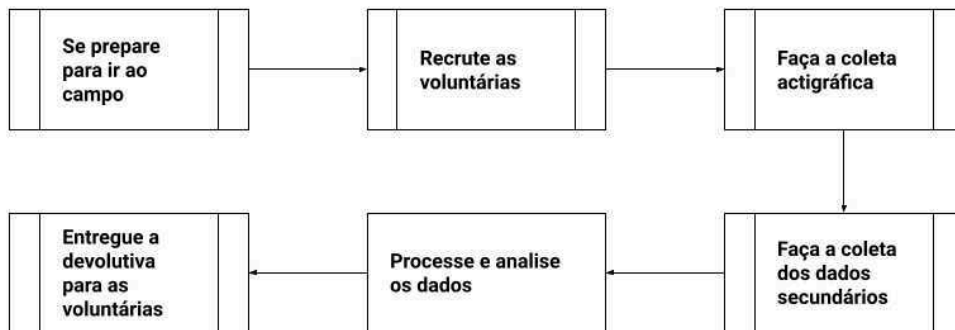 Se prepare
para ir ao
campo
Recrute as
voluntárias
Faça a coleta
actigráfica
Faça a coleta
dos dados
secundários
Processe e analise
os dados
Entregue a
devolutiva
para as
voluntárias